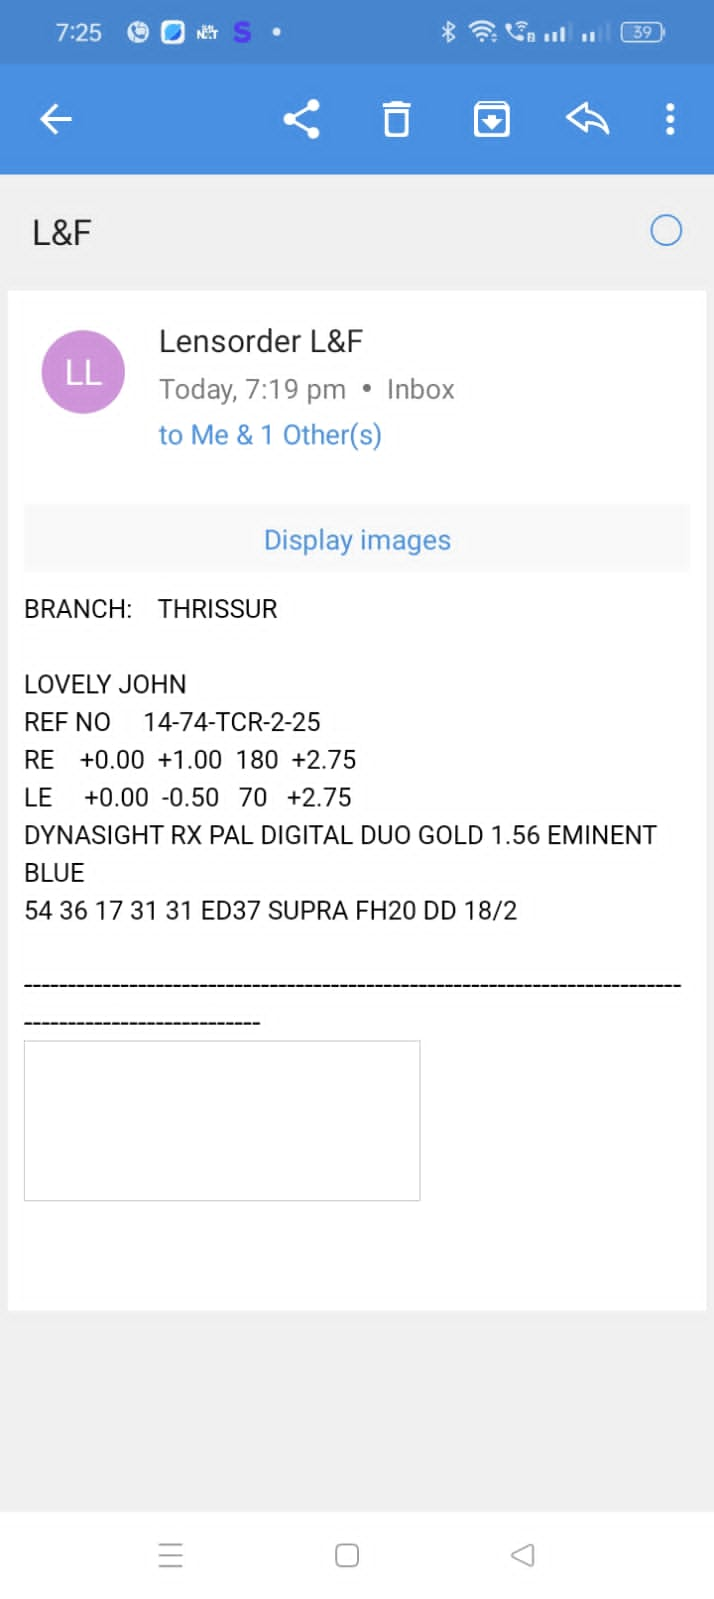 7:25
S
39
L&F
LL
Lensorder L&F
Today, 7:19 pm • Inbox
to Me & 1 Other(s)
Display images
BRANCH: THRISSUR
LOVELY JOHN
REF NO 14-74-TCR-2-25
RE +0.00 +1.00 180 +2.75
LE +0.00 -0.50 70 +2.75
DYNASIGHT RX PAL DIGITAL DUO GOLD 1.56 EMINENT
BLUE
54 36 17 31 31 ED37 SUPRA FH20 DD 18/2
--------------------------------------------------------------------------
---------------------------